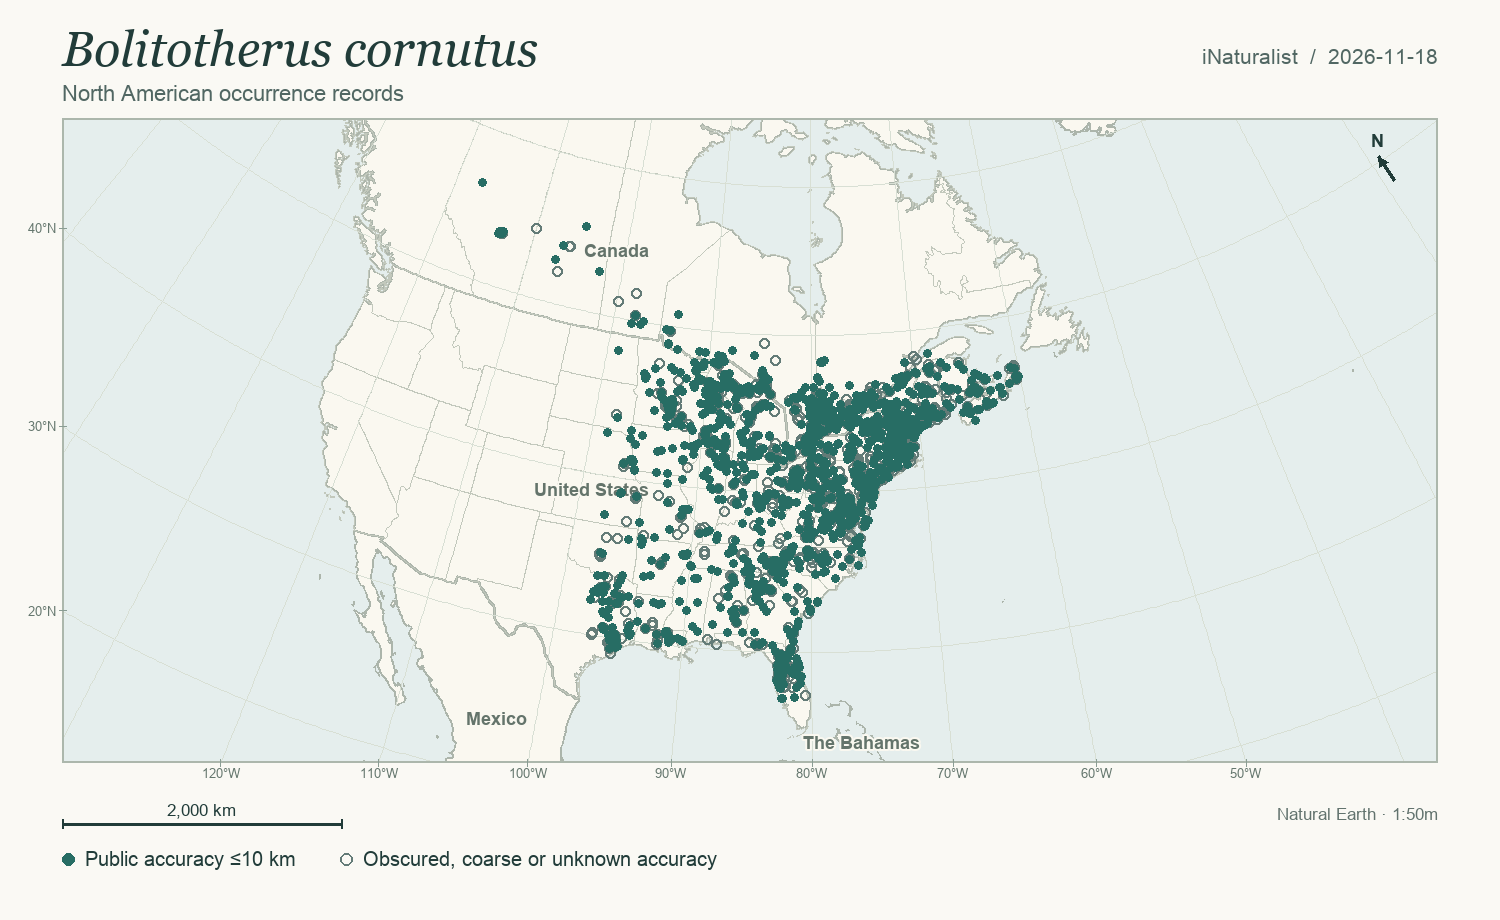 Bolitotherus cornutus
iNaturalist / 2026-11-18
North American occurrence records
N
40°N
Canada
30°N
United States
20°N
Mexico
The Bahamas
120°W 110°W 100°W 90°W 80°W 70°W 60°W 50°W
2,000 km
Natural Earth · 1:50m
Public accuracy ≤10 km
Obscured, coarse or unknown accuracy